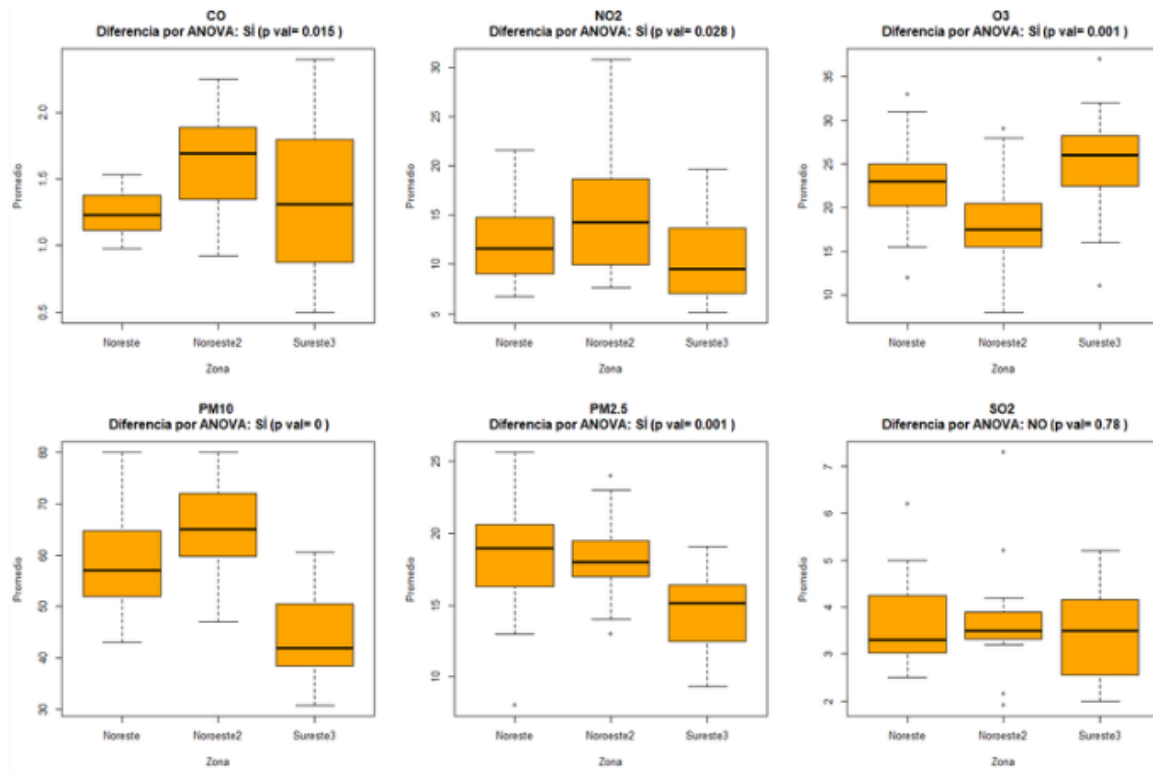 CO
Diferencia por ANOVA: SÍ (p val= 0.015 )
Promedio
2.0
1.5
1.0
0.5
Noreste Noroeste2 Sureste3
Zona
NO2
Diferencia por ANOVA: SÍ (p val= 0.028 )
Promedio
30
25
20
15
10
5
Noreste Noroeste2 Sureste3
Zona
O3
Diferencia por ANOVA: SÍ (p val= 0.001 )
Promedio
35
30
25
20
15
10
Noreste Noroeste2 Sureste3
Zona
PM10
Diferencia por ANOVA: SÍ (p val= 0 )
Promedio
80
70
60
50
40
30
Noreste Noroeste2 Sureste3
Zona
PM2.5
Diferencia por ANOVA: SÍ (p val= 0.001 )
Promedio
25
20
15
10
Noreste Noroeste2 Sureste3
Zona
SO2
Diferencia por ANOVA: NO (p val= 0.78 )
Promedio
7
6
5
4
3
2
Noreste Noroeste2 Sureste3
Zona